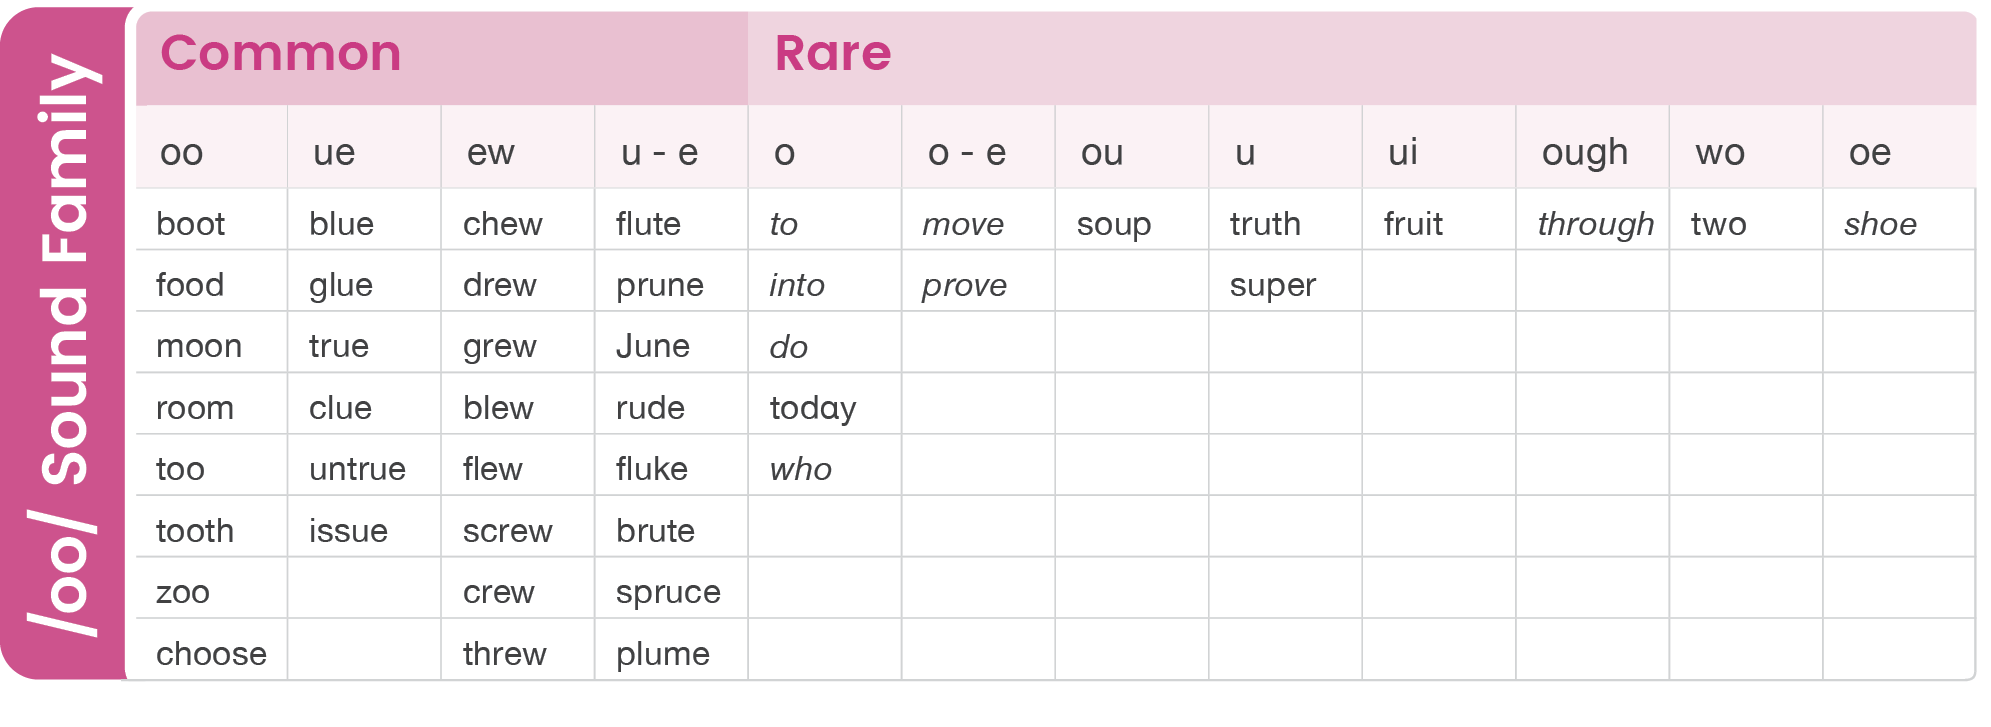 /oo/ Sound Family
Common Rare
oo ue ew u - e o o - e ou u ui ough wo oe
boot blue chew flute to move soup truth fruit through two shoe
food glue drew prune into prove super
moon true grew June do
room clue blew rude today
too untrue flew fluke who
tooth issue screw brute
zoo crew spruce
choose threw plume